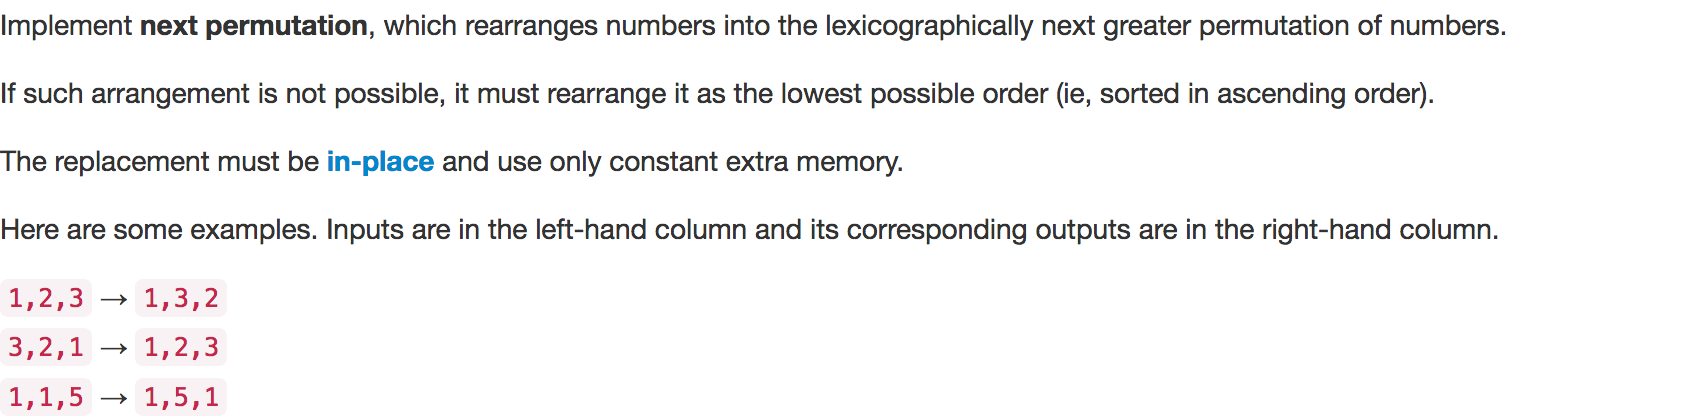 Implement next permutation, which rearranges numbers into the lexicographically next greater permutation of numbers.
If such arrangement is not possible, it must rearrange it as the lowest possible order (ie, sorted in ascending order).
The replacement must be in-place and use only constant extra memory.
Here are some examples. Inputs are in the left-hand column and its corresponding outputs are in the right-hand column.
1,2,3 → 1,3,2
3,2,1 → 1,2,3
1,1,5 → 1,5,1